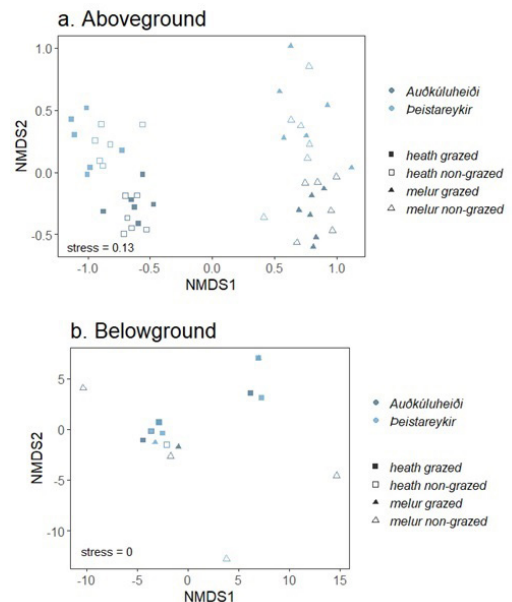 a. Aboveground
1.0
0.5
0.0
-0.5
NMDS2
stress = 0.13
-1.0 -0.5 0.0 0.5 1.0
NMDS1
Auðkúluheiði
Þeistareykir
heath grazed
heath non-grazed
melur grazed
melur non-grazed
b. Belowground
5
0
-5
-10
NMDS2
stress = 0
-10 -5 0 5 10 15
NMDS1
Auðkúluheiði
Þeistareykir
heath grazed
heath non-grazed
melur grazed
melur non-grazed